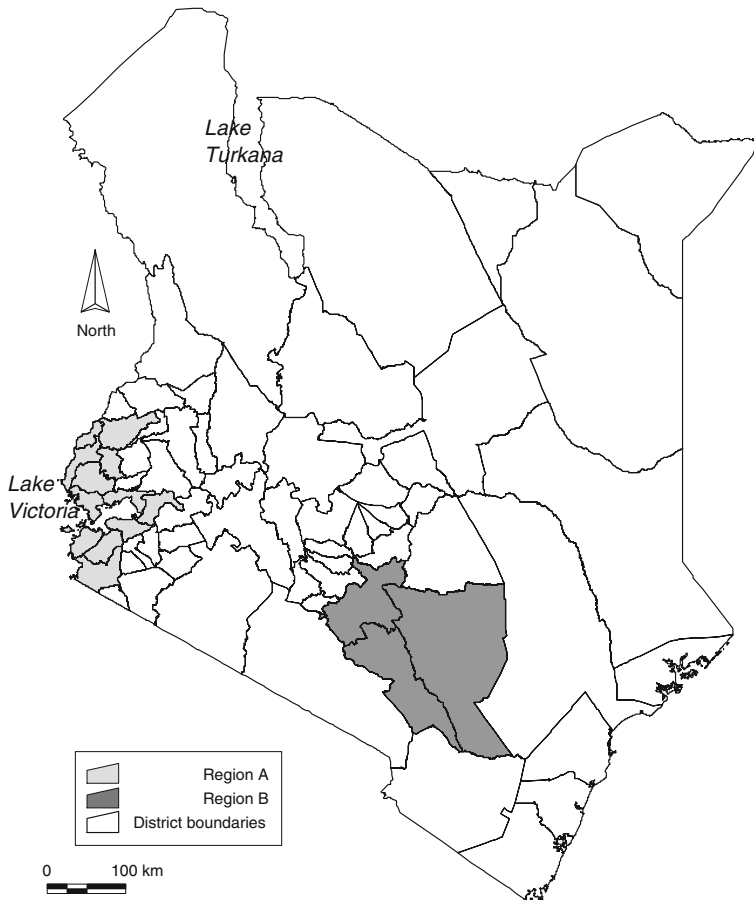 Lake
Turkana
North
Lake
Victoria
Region A
Region B
District boundaries
0 100 km